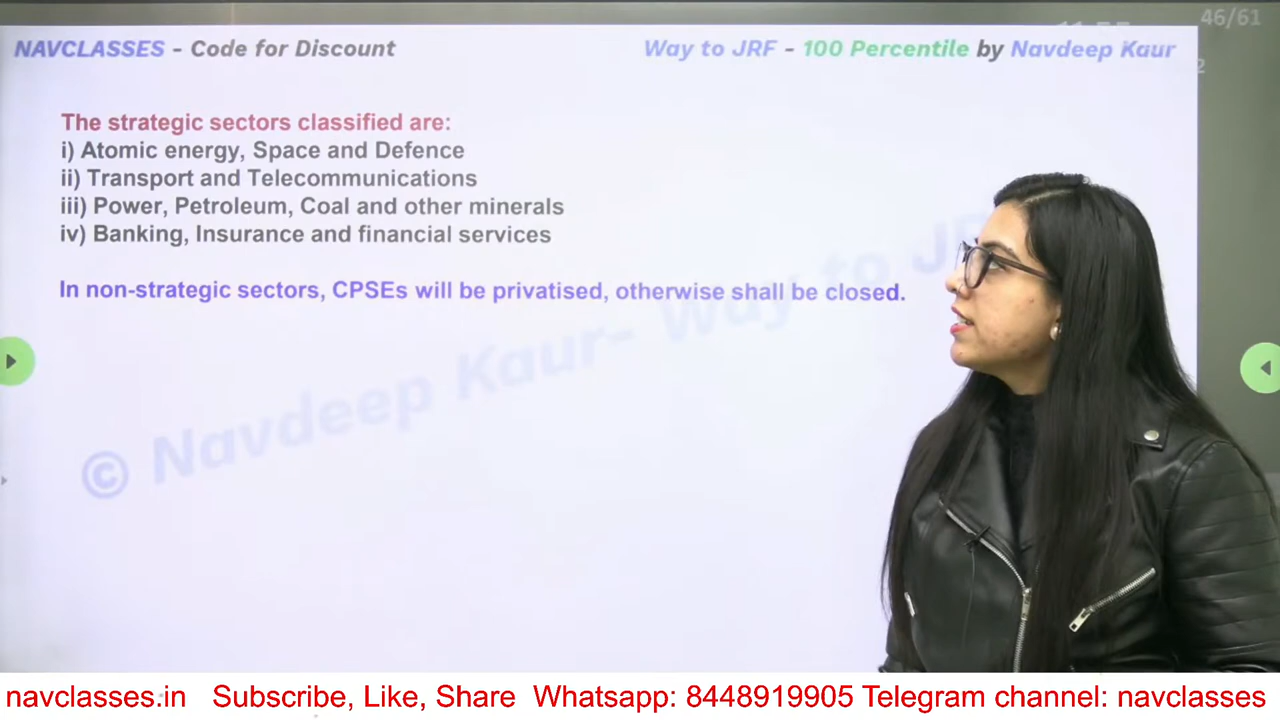 46/61
NAVCLASSES - Code for Discount
Way to JRF - 100 Percentile by Navdeep Kaur
2
The strategic sectors classified are:
i) Atomic energy, Space and Defence
ii) Transport and Telecommunications
iii) Power, Petroleum, Coal and other minerals
iv) Banking, Insurance and financial services
In non-strategic sectors, CPSEs will be privatised, otherwise shall be closed.
© Navdeep Kaur- Way to J
navclasses.in Subscribe, Like, Share Whatsapp: 8448919905 Telegram channel: navclasses